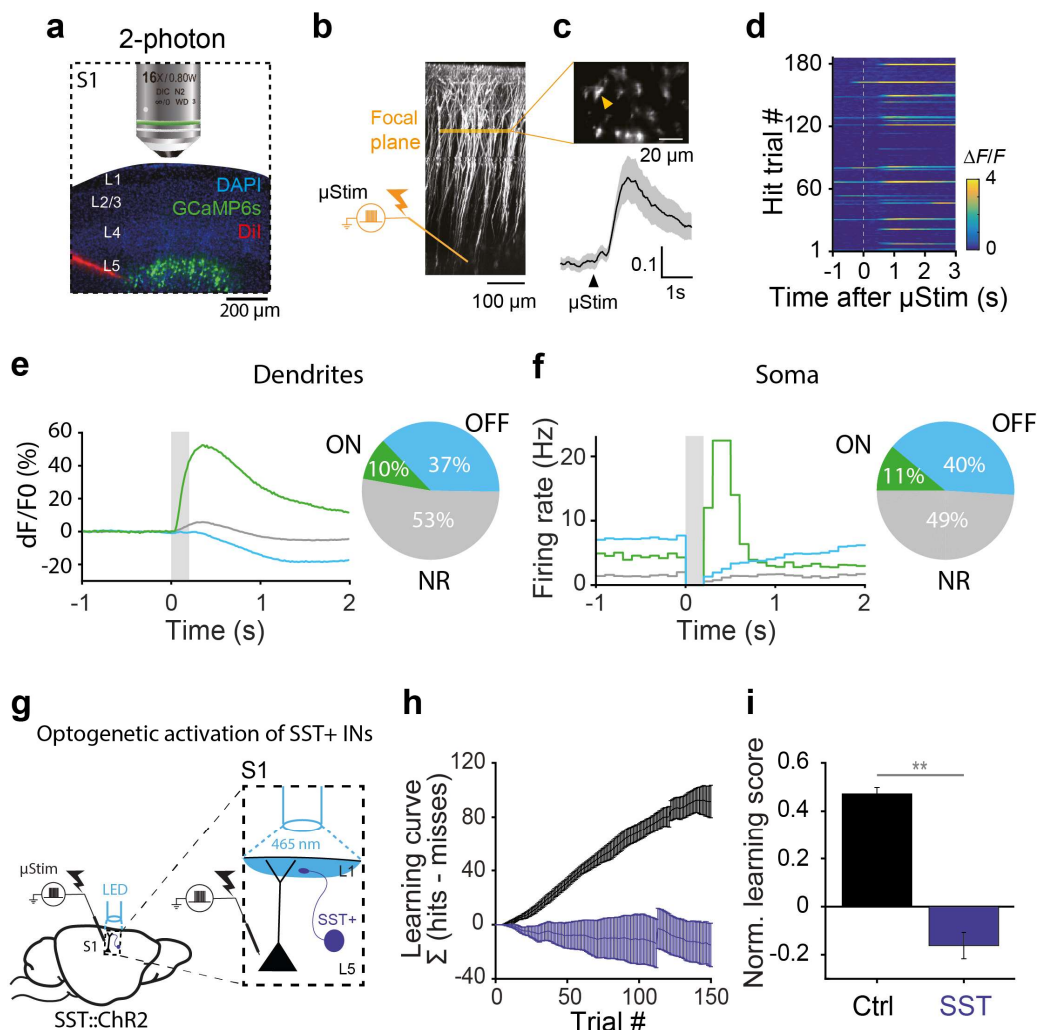 a
2-photon
S1
16X/0.80W
DIC N2
WD 3
L1
L2/3
L4
L5
DAPI
GCaMP6s
DiI
200 µm
b
Focal
plane
µStim
100 µm
c
20 µm
0.1
1s
µStim
d
Hit trial #
180
120
60
1
-1 0 1 2 3
Time after µStim (s)
ΔF/F
4
0
e
Dendrites
dF/F0 (%)
60
40
20
0
-20
-1 0 1 2
Time (s)
ON
OFF
10%
37%
53%
NR
f
Soma
Firing rate (Hz)
20
10
0
-1 0 1 2
Time (s)
ON
OFF
11%
40%
49%
NR
g
Optogenetic activation of SST+ INs
S1
465 nm
L1
SST+
L5
µStim
LED
S1
SST::ChR2
h
Learning curve
Σ (hits - misses)
120
80
40
0
-40
50 100 150
Trial #
i
Norm. learning score
0.6
0.4
0.2
0
-0.2
**
Ctrl SST